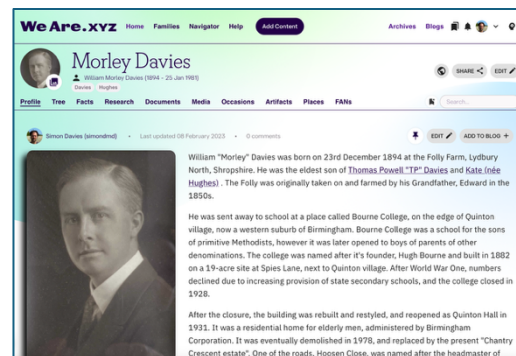 We Are.xyz Home Families Navigator Help Add Content Archives Blogs
Morley Davies
William Morley Davies (1894 - 25 Jan 1981)
Davies Hughes
SHARE EDIT
Profile Tree Facts Research Documents Media Occasions Artifacts Places FANs Search...
Simon Davies (simondmd) • Last updated 08 February 2023 • 0 comments EDIT ADD TO BLOG +
William "Morley" Davies was born on 23rd December 1894 at the Folly Farm, Lydbury
North, Shropshire. He was the eldest son of Thomas Powell "TP" Davies and Kate (née
Hughes) . The Folly was originally taken on and farmed by his Grandfather, Edward in the
1850s.
He was sent away to school at a place called Bourne College, on the edge of Quinton
village, now a western suburb of Birmingham. Bourne College was a school for the sons
of primitive Methodists, however it was later opened to boys of parents of other
denominations. The college was named after it's founder, Hugh Bourne and built in 1882
on a 19-acre site at Spies Lane, next to Quinton village. After World War One, numbers
declined due to increasing provision of state secondary schools, and the college closed in
1928.
After the closure, the building was rebuilt and restyled, and reopened as Quinton Hall in
1931. It was a residential home for elderly men, administered by Birmingham
Corporation. It was eventually demolished in 1978, and replaced by the present "Chantry
Crescent estate". One of the roads, Hoosen Close, was named after the headmaster of